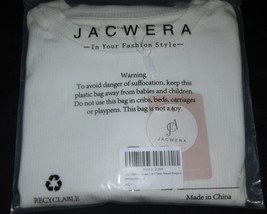 JACWERA
—In Your Fashion Style—
Warning
To avoid danger of suffocation, keep this
plastic bag away from babies and children.
Do not use this bag in cribs, beds, carriages
or playpens. This bag is not a toy.
JACWERA
RECYCLABLE
Made in China